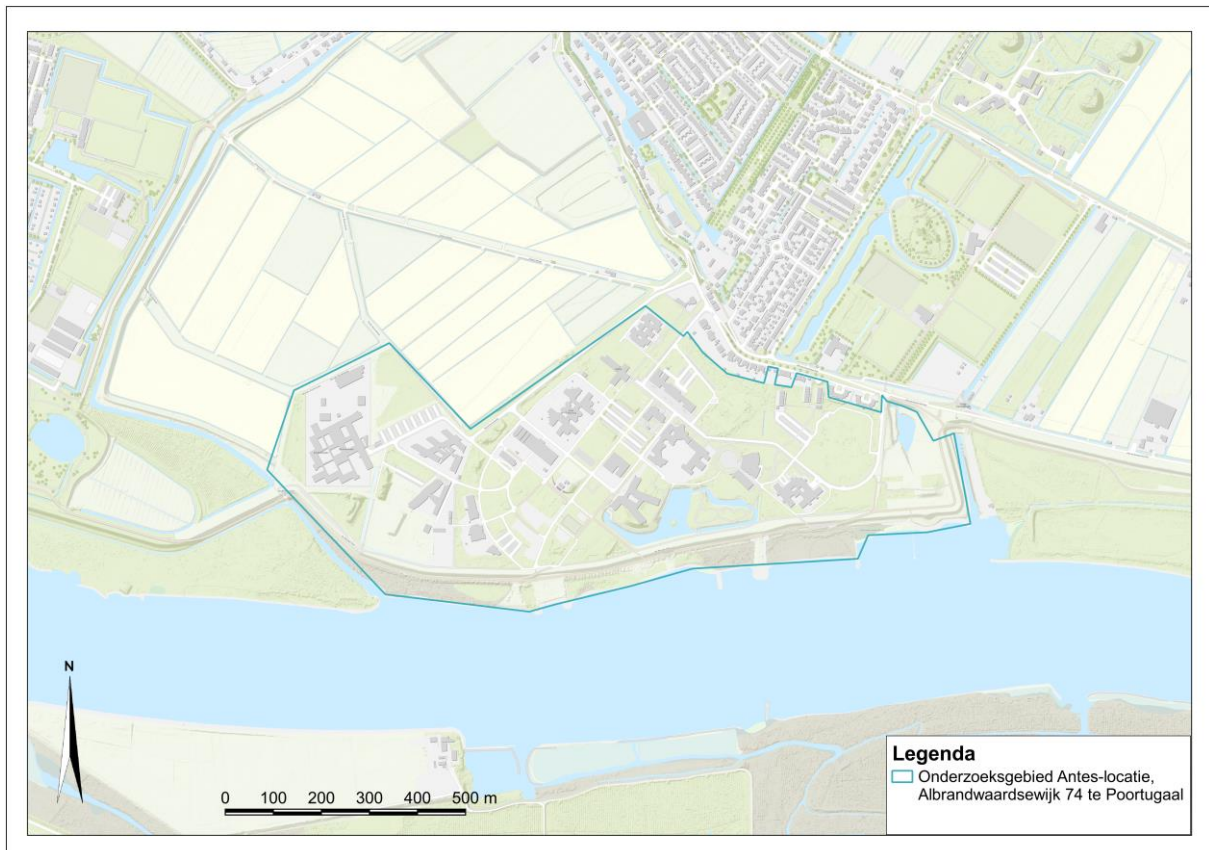 N
0 100 200 300 400 500 m
Legenda
Onderzoeksgebied Antes-locatie,
Albrandwaardsewijk 74 te Poortugaal